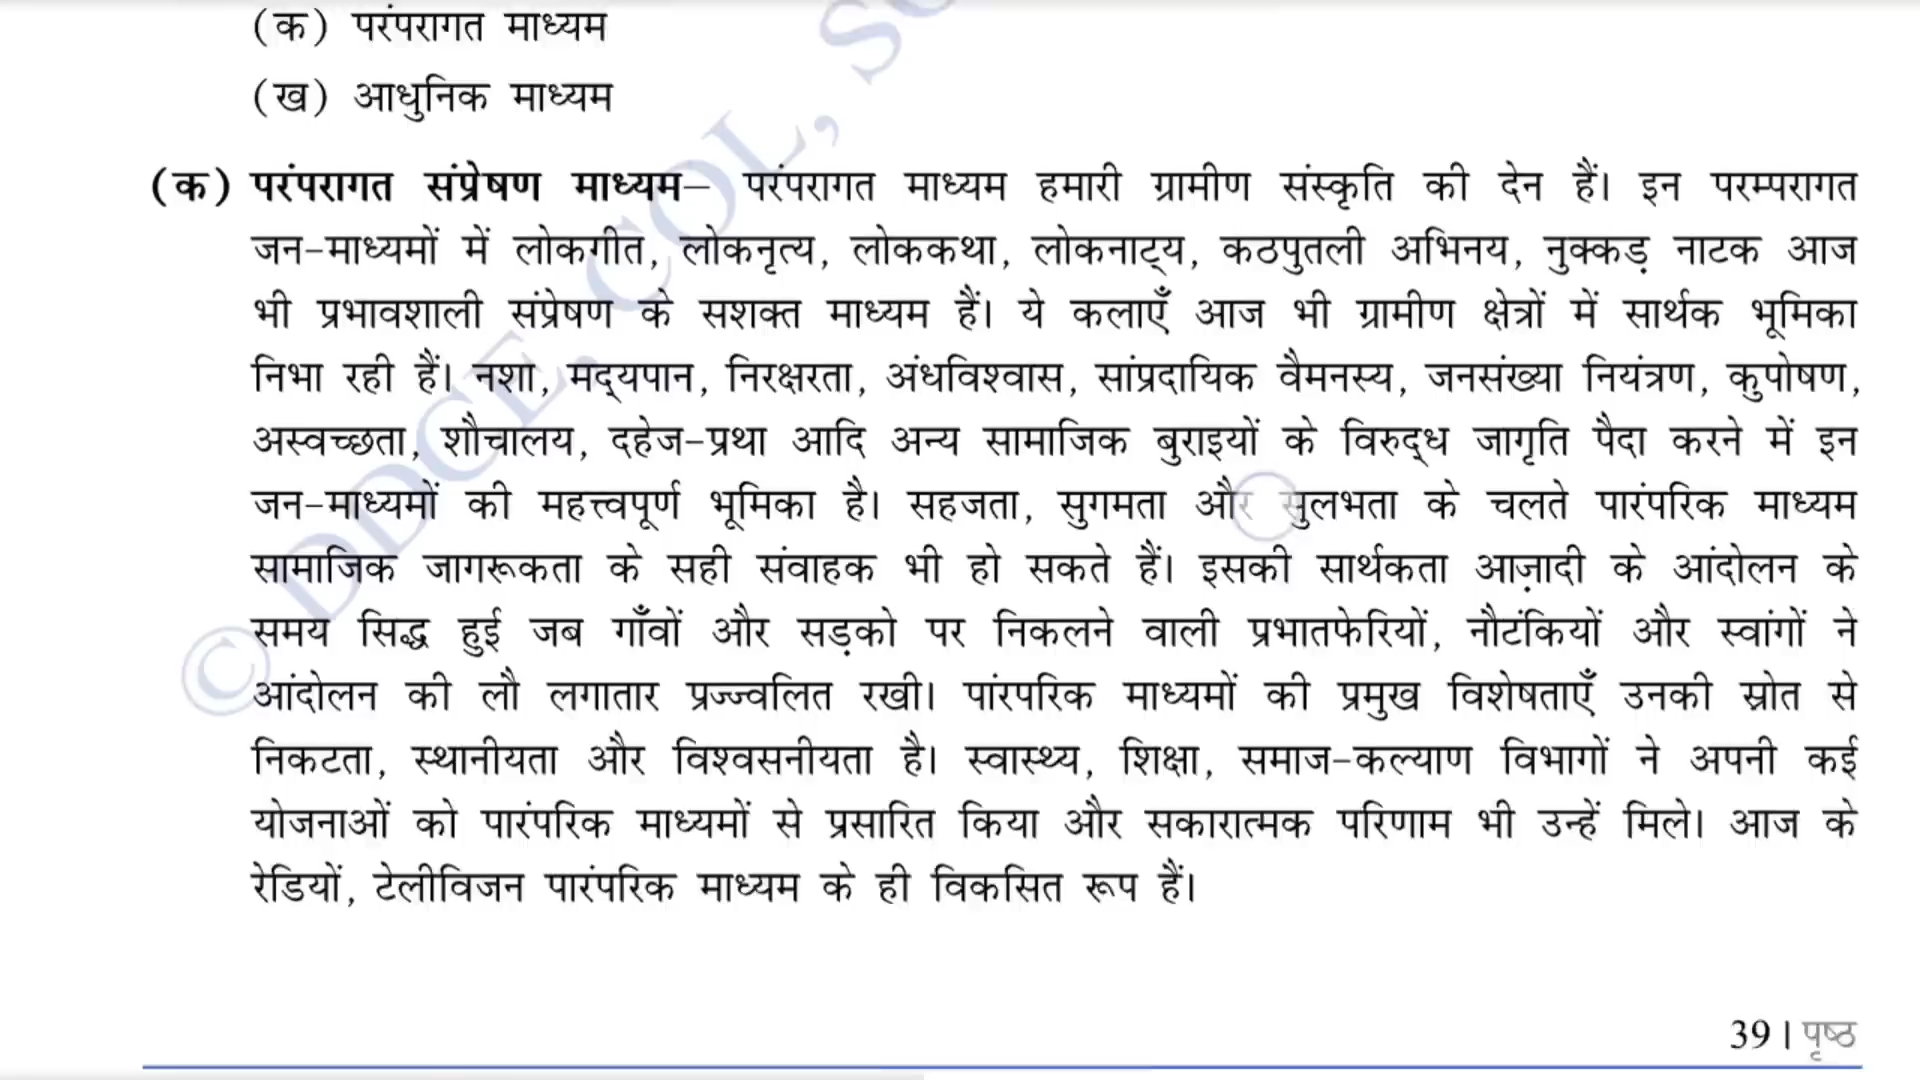 (क) परंपरागत माध्यम
(ख) आधुनिक माध्यम
(क) परंपरागत संप्रेषण माध्यम– परंपरागत माध्यम हमारी ग्रामीण संस्कृति की देन हैं। इन परम्परागत
जन-माध्यमों में लोकगीत, लोकनृत्य, लोककथा, लोकनाट्य, कठपुतली अभिनय, नुक्कड़ नाटक आज
भी प्रभावशाली संप्रेषण के सशक्त माध्यम हैं। ये कलाएँ आज भी ग्रामीण क्षेत्रों में सार्थक भूमिका
निभा रही हैं। नशा, मद्यपान, निरक्षरता, अंधविश्वास, सांप्रदायिक वैमनस्य, जनसंख्या नियंत्रण, कुपोषण,
अस्वच्छता, शौचालय, दहेज-प्रथा आदि अन्य सामाजिक बुराइयों के विरुद्ध जागृति पैदा करने में इन
जन-माध्यमों की महत्त्वपूर्ण भूमिका है। सहजता, सुगमता और सुलभता के चलते पारंपरिक माध्यम
सामाजिक जागरूकता के सही संवाहक भी हो सकते हैं। इसकी सार्थकता आज़ादी के आंदोलन के
समय सिद्ध हुई जब गाँवों और सड़को पर निकलने वाली प्रभातफेरियों, नौटंकियों और स्वांगों ने
आंदोलन की लौ लगातार प्रज्ज्वलित रखी। पांरपरिक माध्यमों की प्रमुख विशेषताएँ उनकी स्रोत से
निकटता, स्थानीयता और विश्वसनीयता है। स्वास्थ्य, शिक्षा, समाज-कल्याण विभागों ने अपनी कई
योजनाओं को पारंपरिक माध्यमों से प्रसारित किया और सकारात्मक परिणाम भी उन्हें मिले। आज के
रेडियों, टेलीविजन पारंपरिक माध्यम के ही विकसित रूप हैं।
39 | पृष्ठ
© DDCE, COL, S